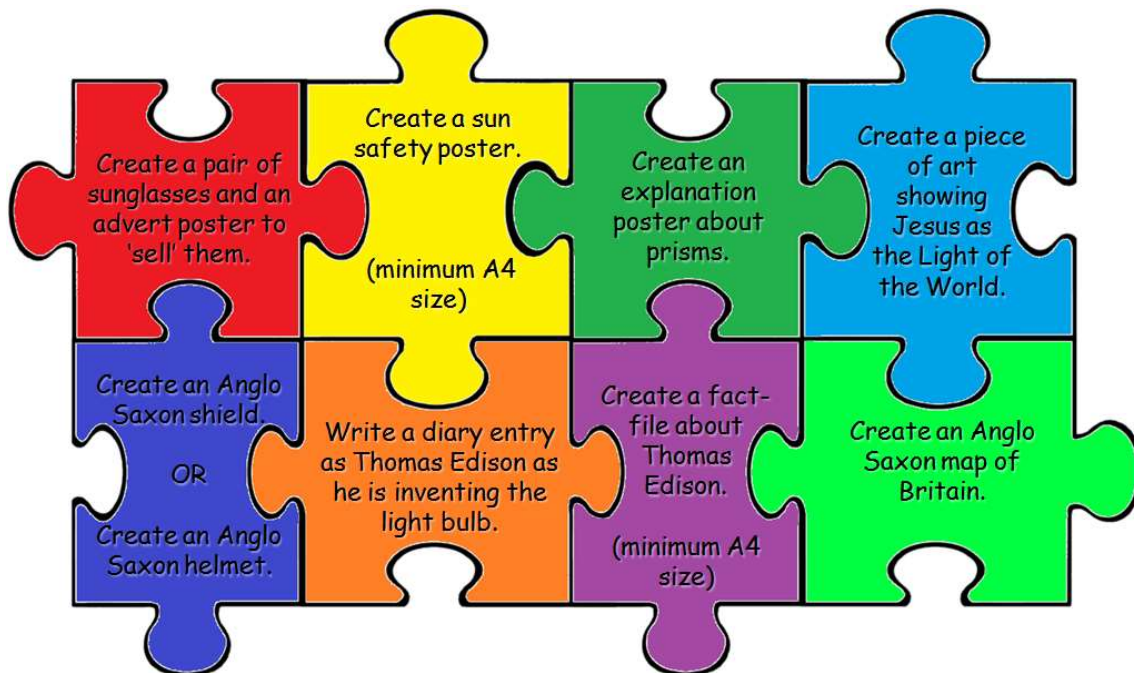 Create a pair of
sunglasses and an
advert poster to
‘sell’ them.
Create a sun
safety poster.
(minimum A4
size)
Create an
explanation
poster about
prisms.
Create a piece
of art
showing
Jesus as
the Light of
the World.
Create an Anglo
Saxon shield.
OR
Create an Anglo
Saxon helmet.
Write a diary entry
as Thomas Edison as
he is inventing the
light bulb.
Create a fact-
file about
Thomas
Edison.
(minimum A4
size)
Create an Anglo
Saxon map of
Britain.